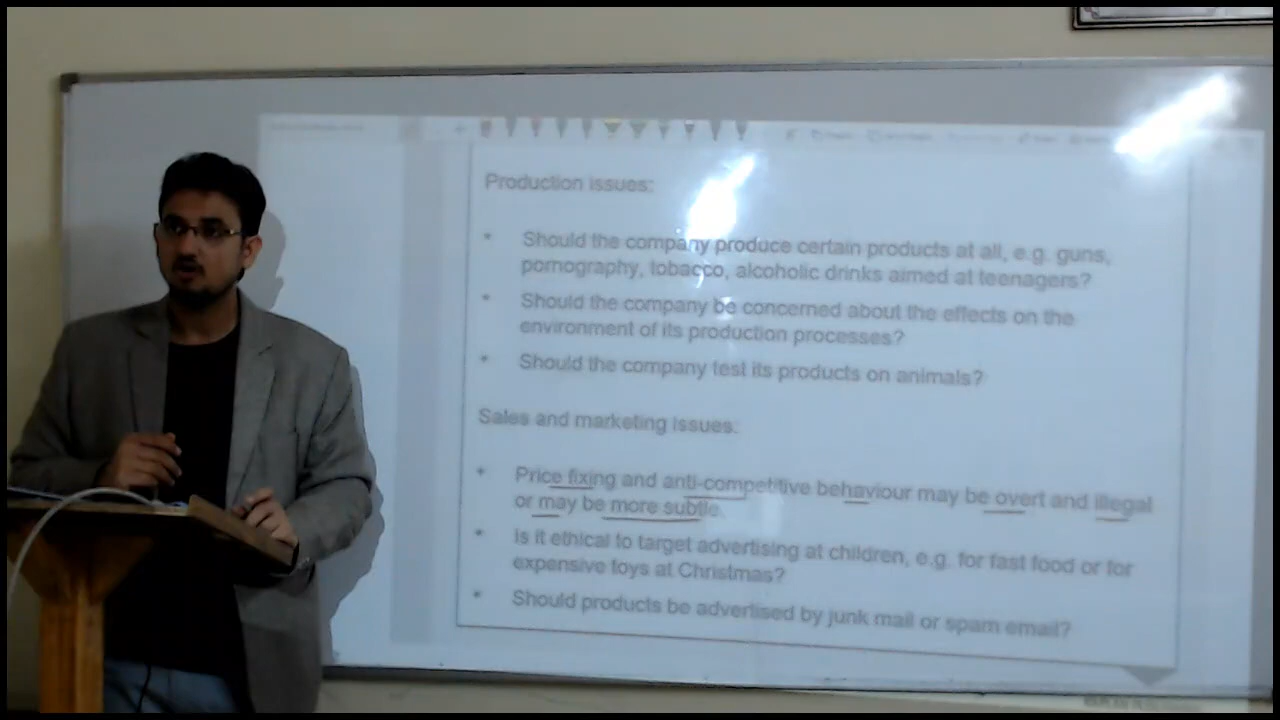 Production issues:
* Should the company produce certain products at all, e.g. guns,
pornography, tobacco, alcoholic drinks aimed at teenagers?
* Should the company be concerned about the effects on the
environment of its production processes?
* Should the company test its products on animals?
Sales and marketing issues:
* Price fixing and anti-competitive behaviour may be overt and illegal
or may be more subtle.
* Is it ethical to target advertising at children, e.g. for fast food or for
expensive toys at Christmas?
* Should products be advertised by junk mail or spam email?